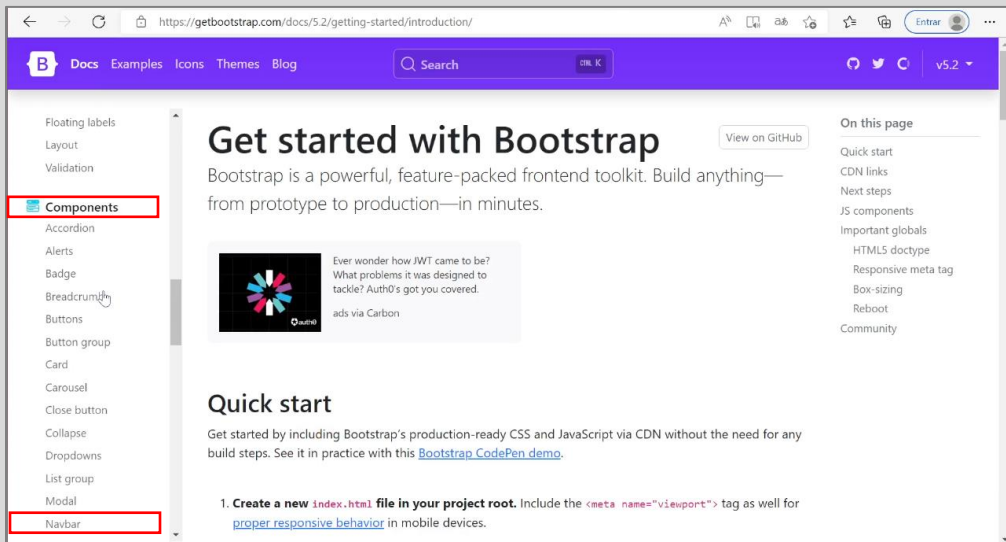 https://getbootstrap.com/docs/5.2/getting-started/introduction/
Entrar
B Docs Examples Icons Themes Blog
Search
CTRL K
v5.2
Floating labels
Layout
Validation
Components
Accordion
Alerts
Badge
Breadcrumb
Buttons
Button group
Card
Carousel
Close button
Collapse
Dropdowns
List group
Modal
Navbar
Get started with Bootstrap
View on GitHub
Bootstrap is a powerful, feature-packed frontend toolkit. Build anything—
from prototype to production—in minutes.
Ever wonder how JWT came to be?
What problems it was designed to
tackle? Auth0's got you covered.
ads via Carbon
auth0
Quick start
Get started by including Bootstrap's production-ready CSS and JavaScript via CDN without the need for any
build steps. See it in practice with this Bootstrap CodePen demo.
1. Create a new index.html file in your project root. Include the <meta name="viewport"> tag as well for
proper responsive behavior in mobile devices.
On this page
Quick start
CDN links
Next steps
JS components
Important globals
HTML5 doctype
Responsive meta tag
Box-sizing
Reboot
Community